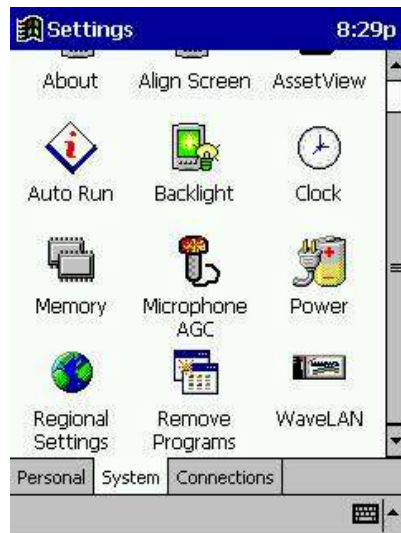 Settings 8:29p
About Align Screen AssetView
Auto Run Backlight Clock
Memory Microphone AGC Power
Regional Settings Remove Programs WaveLAN
Personal System Connections